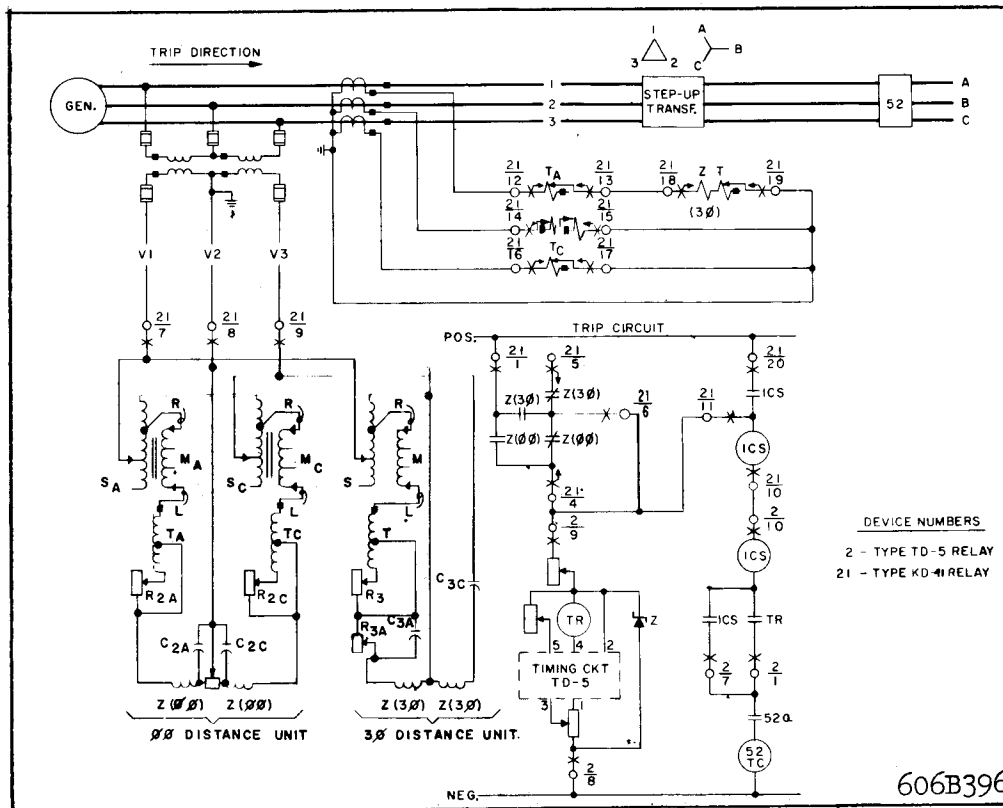 TRIP DIRECTION
GEN.
1
2
3
1
3 2
A
B
C
STEP-UP
TRANSF.
52
A
B
C
21
12
TA
21
13
21
18
Z T
(3Ø)
21
19
21
14
21
15
21
16
TC
21
17
V1 V2 V3
21
7
21
8
21
9
POS.
TRIP CIRCUIT
21
1
21
5
21
20
ICS
Z(3Ø)
Z(3Ø)
21
6
21
11
Z(ØØ)
Z(ØØ)
ICS
21
4
21
10
2
9
2
10
ICS
R
SA
MA
L
TA
R2A
R
SC
MC
L
TC
R2C
R
S
M
L
T
R3
R3A
C3A
C3C
C2A
C2C
Z(ØØ) Z(ØØ)
ØØ DISTANCE UNIT
Z(3Ø) Z(3Ø)
3Ø DISTANCE UNIT.
TR
Z
5 4 2
TIMING CKT
TD-5
3 1
2
8
ICS
TR
2
7
2
1
52a
52
TC
NEG.
DEVICE NUMBERS
2 - TYPE TD-5 RELAY
21 - TYPE KD-41 RELAY
606B396